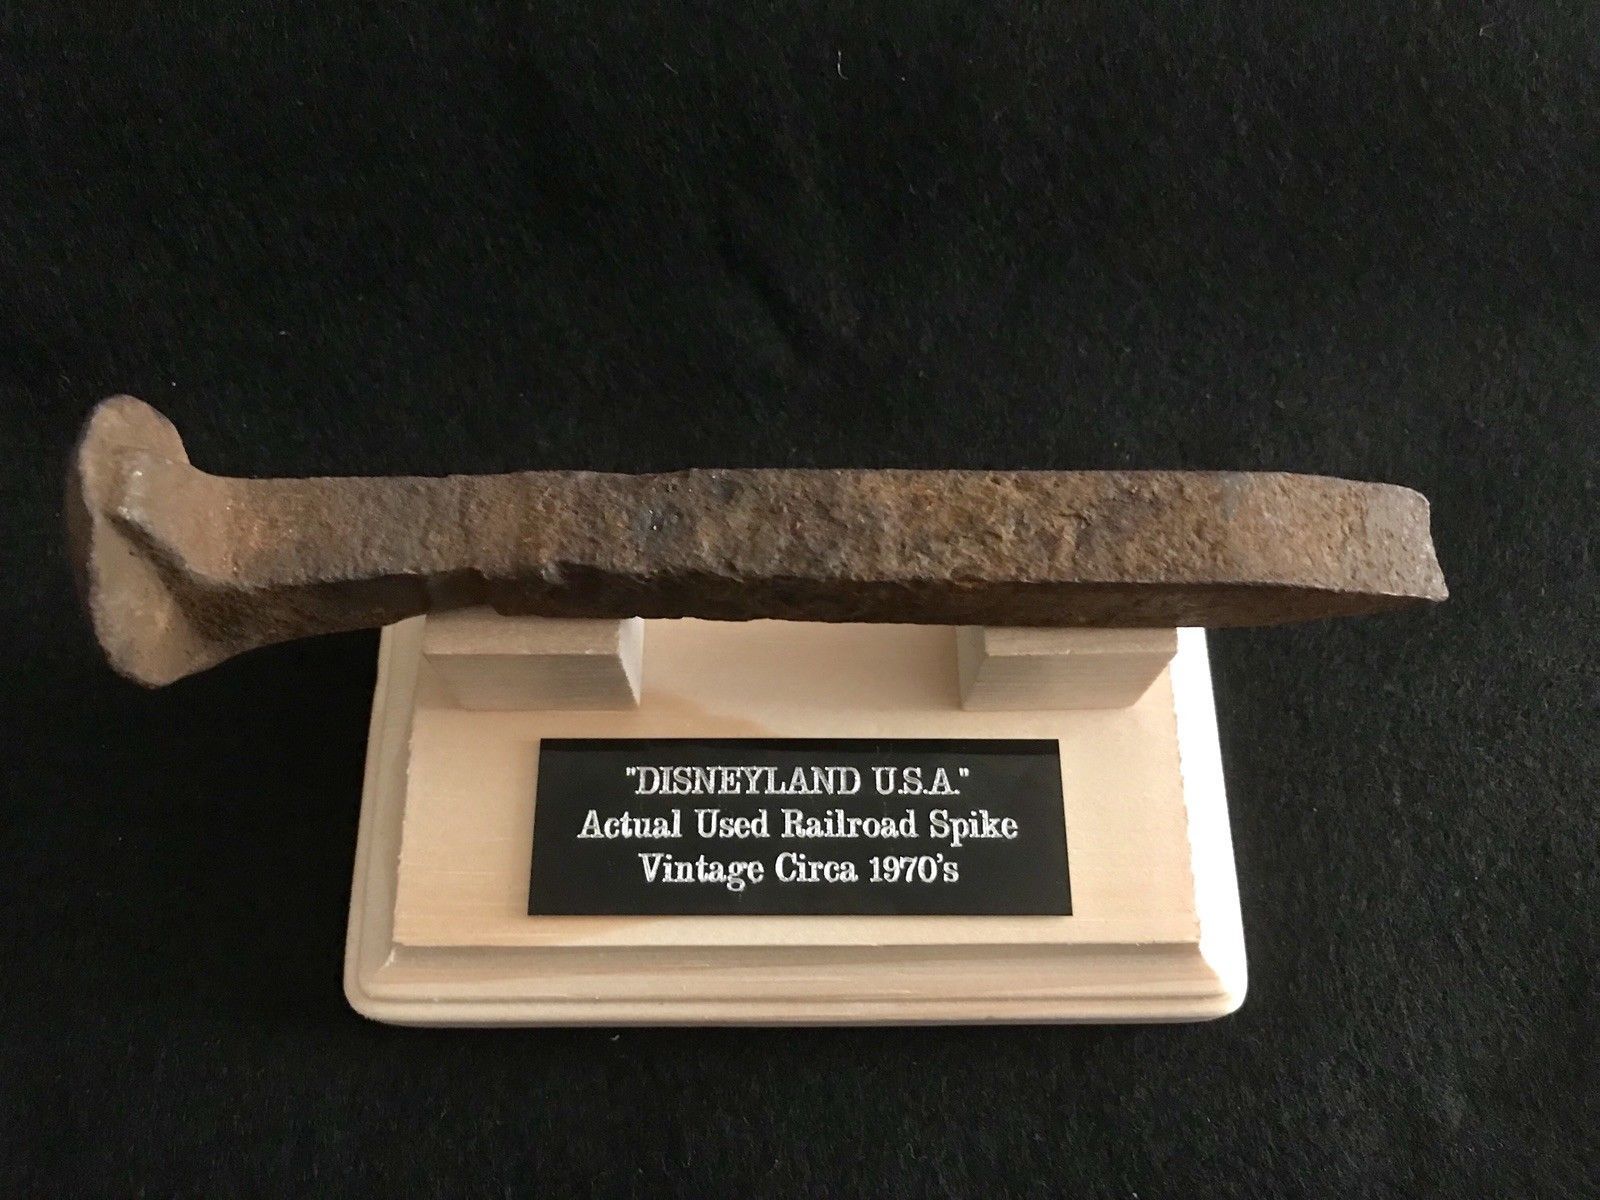 "DISNEYLAND U.S.A."
Actual Used Railroad Spike
Vintage Circa 1970's